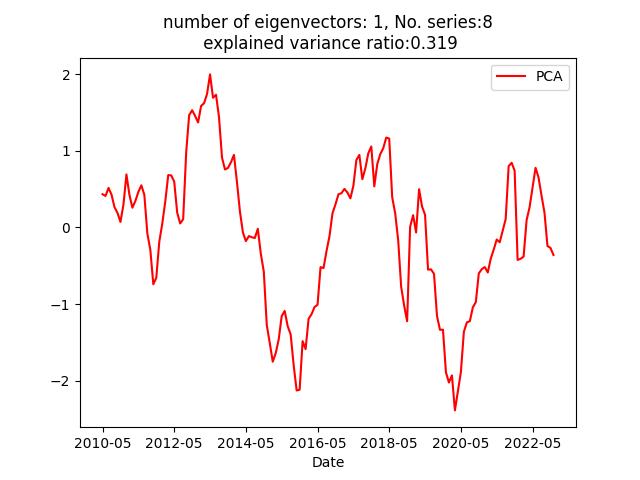 number of eigenvectors: 1, No. series:8
explained variance ratio:0.319
PCA
2
1
0
−1
−2
2010-05 2012-05 2014-05 2016-05 2018-05 2020-05 2022-05
Date